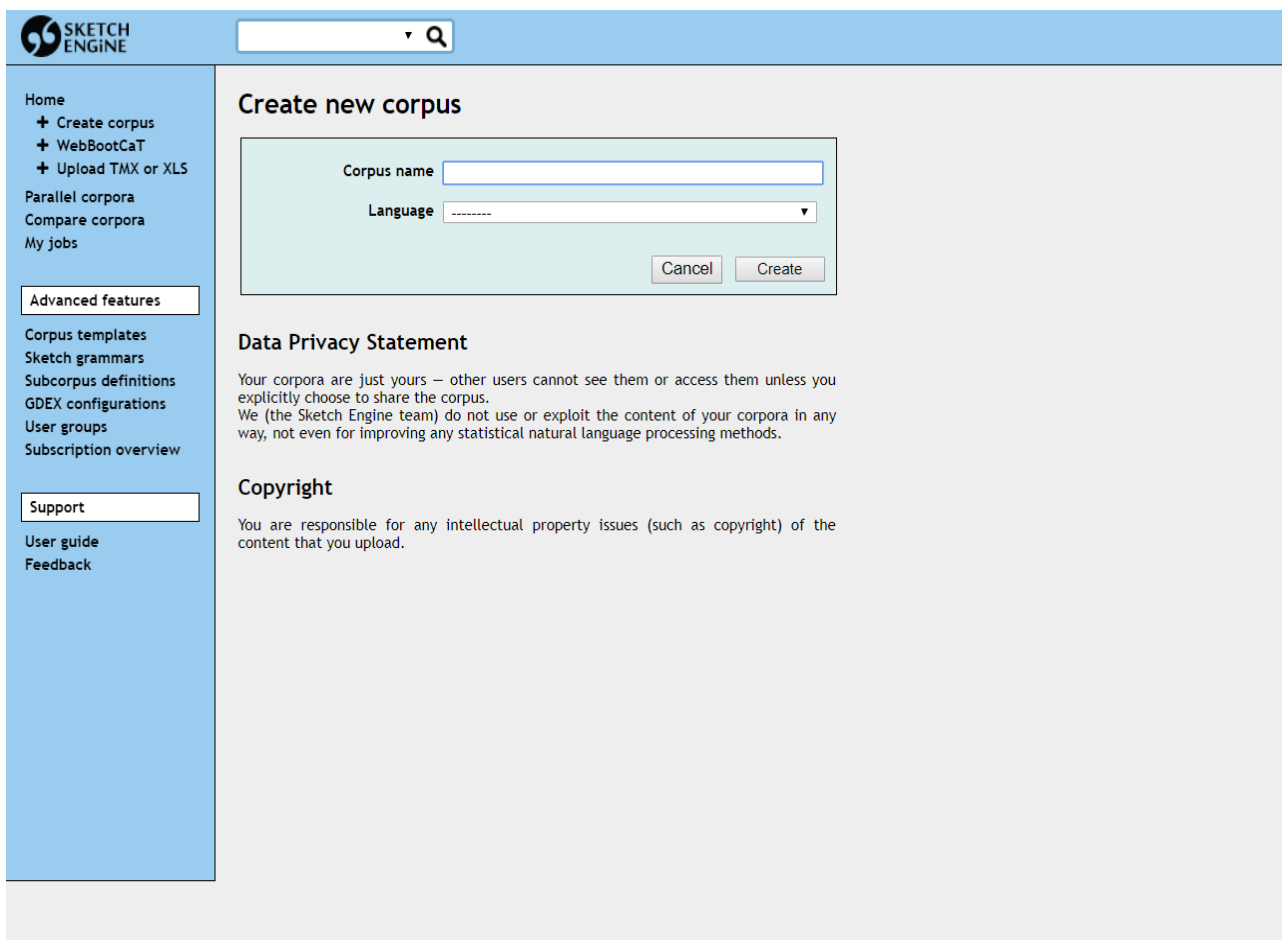 SKETCH
ENGINE
Home
+ Create corpus
+ WebBootCaT
+ Upload TMX or XLS
Parallel corpora
Compare corpora
My jobs
Advanced features
Corpus templates
Sketch grammars
Subcorpus definitions
GDEX configurations
User groups
Subscription overview
Support
User guide
Feedback
Create new corpus
Corpus name
Language --------
Cancel Create
Data Privacy Statement
Your corpora are just yours — other users cannot see them or access them unless you
explicitly choose to share the corpus.
We (the Sketch Engine team) do not use or exploit the content of your corpora in any
way, not even for improving any statistical natural language processing methods.
Copyright
You are responsible for any intellectual property issues (such as copyright) of the
content that you upload.